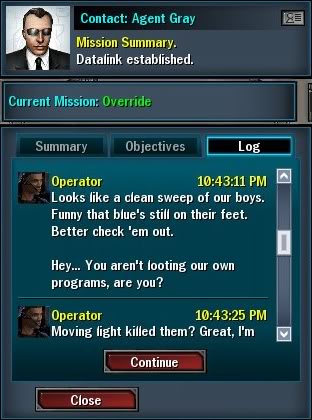 Contact: Agent Gray
Mission Summary.
Datalink established.
Current Mission: Override
Summary
Objectives
Log
Operator 10:43:11 PM
Looks like a clean sweep of our boys.
Funny that blue's still on their feet.
Better check 'em out.
Hey... You aren't looting our own
programs, are you?
Operator 10:43:25 PM
Moving fight killed them? Great, I'm
Continue
Close